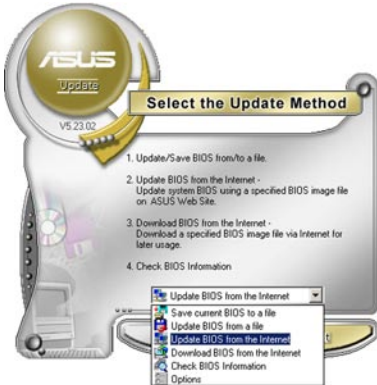 ASUS
Update
V5.23.02
Select the Update Method
1. Update/Save BIOS from/to a file.
2. Update BIOS from the Internet -
Update system BIOS using a specified BIOS image file
on ASUS Web Site.
3. Download BIOS from the Internet -
Download a specified BIOS image file via Internet for
later usage.
4. Check BIOS Information
Update BIOS from the Internet
Save current BIOS to a file
Update BIOS from a file
Update BIOS from the Internet
Download BIOS from the Internet
Check BIOS Information
Options